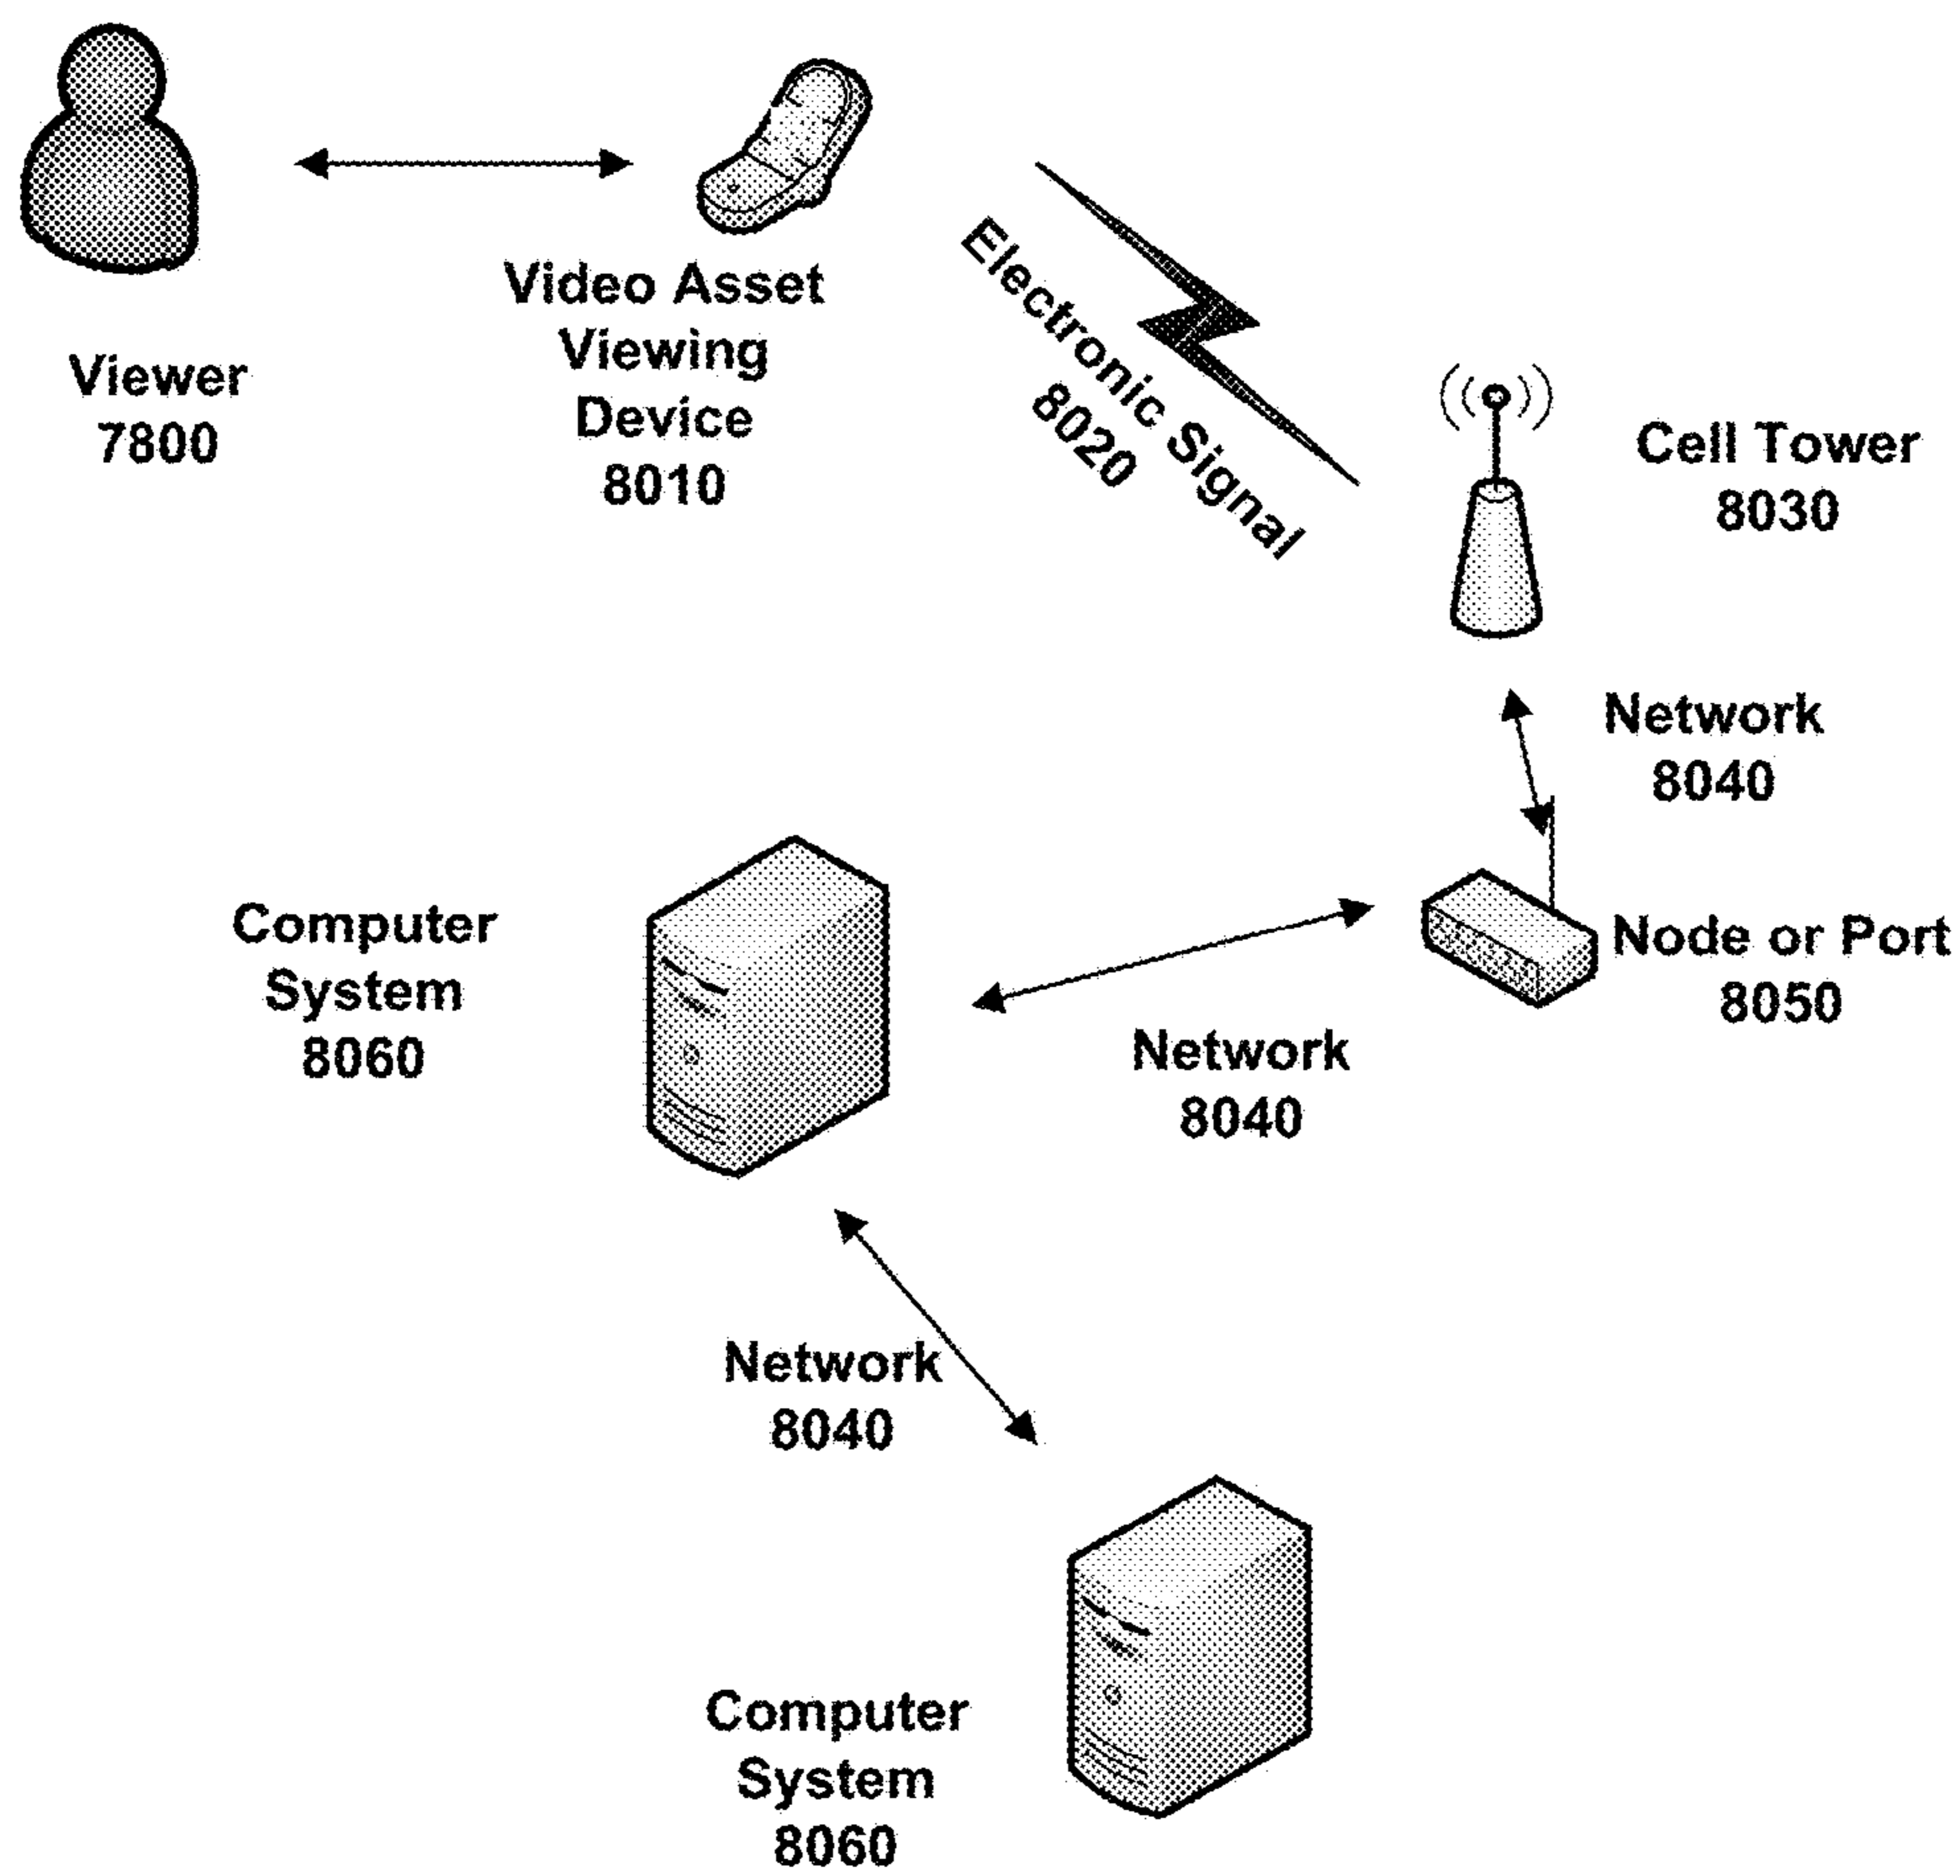 Viewer
7800
Video Asset
Viewing
Device
8010
Electronic Signal
8020
Cell Tower
8030
Network
8040
Node or Port
8050
Network
8040
Computer
System
8060
Network
8040
Computer
System
8060